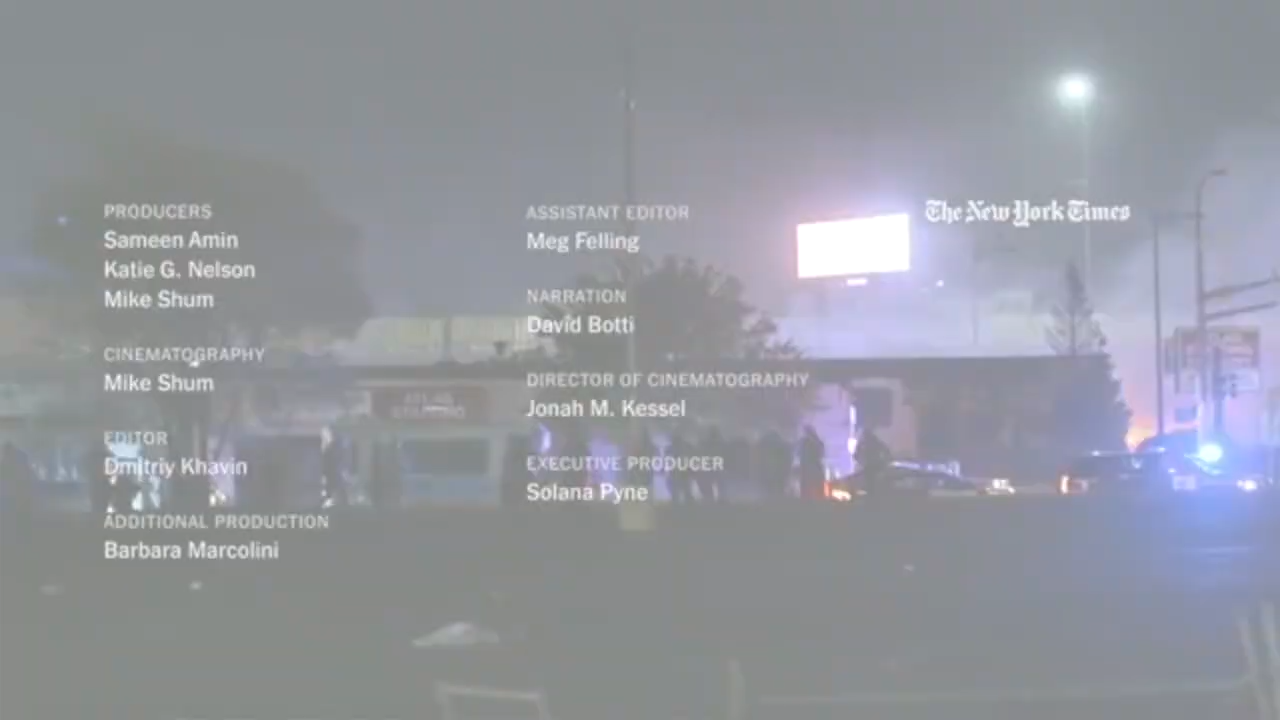 PRODUCERS
Sameen Amin
Katie G. Nelson
Mike Shum
CINEMATOGRAPHY
Mike Shum
EDITOR
Dmitriy Khavin
ADDITIONAL PRODUCTION
Barbara Marcolini
ASSISTANT EDITOR
Meg Felling
NARRATION
David Botti
DIRECTOR OF CINEMATOGRAPHY
Jonah M. Kessel
EXECUTIVE PRODUCER
Solana Pyne
The New York Times